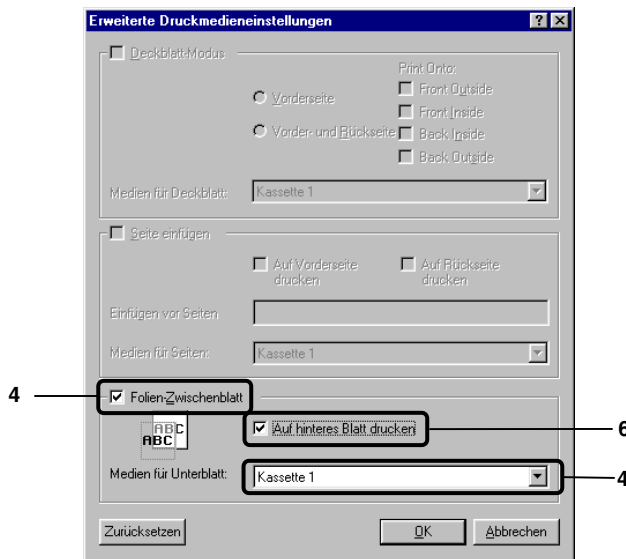 Erweiterte Druckmedieneinstellungen
Deckblatt-Modus
Print Onto:
Vorderseite
Front Outside
Front Inside
Vorder- und Rückseite
Back Inside
Back Outside
Medien für Deckblatt:
Kassette 1
Seite einfügen
Auf Vorderseite drucken
Auf Rückseite drucken
Einfügen vor Seiten
Medien für Seiten:
Kassette 1
4
Folien-Zwischenblatt
ABC
ABC
Auf hinteres Blatt drucken
6
Medien für Unterblatt:
Kassette 1
4
Zurücksetzen
OK
Abbrechen